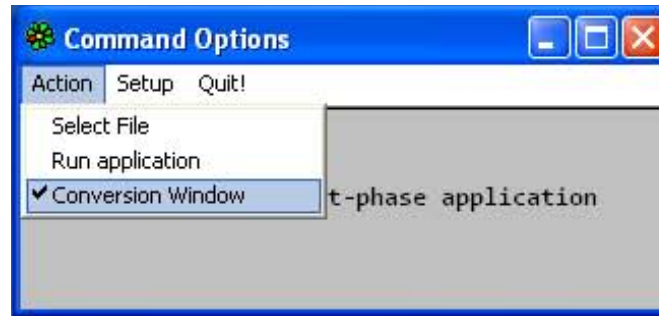 Command Options
Action Setup Quit!
Select File
Run application
Conversion Window
t-phase application